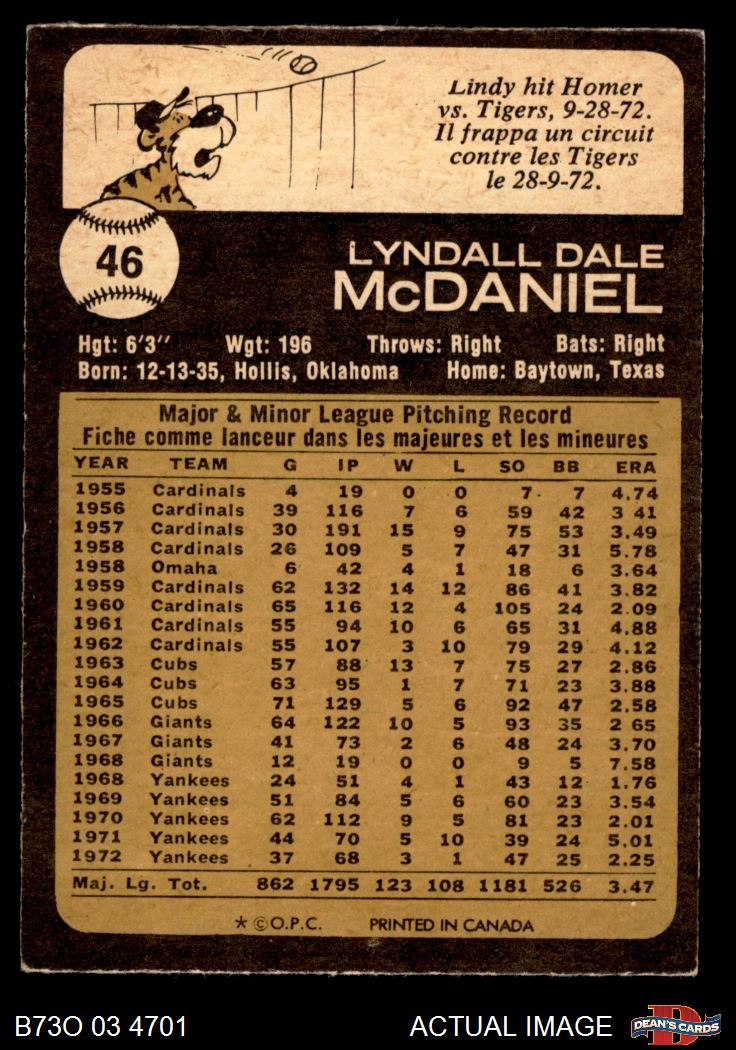 Lindy hit Homer
vs. Tigers, 9-28-72.
Il frappa un circuit
contre les Tigers
le 28-9-72.
46
LYNDALL DALE
McDANIEL
Hgt: 6'3" Wgt: 196 Throws: Right Bats: Right
Born: 12-13-35, Hollis, Oklahoma Home: Baytown, Texas
Major & Minor League Pitching Record
Fiche comme lanceur dans les majeures et les mineures
YEAR TEAM G IP W L SO BB ERA
1955 Cardinals 4 19 0 0 7 7 4.74
1956 Cardinals 39 116 7 6 59 42 3 41
1957 Cardinals 30 191 15 9 75 53 3.49
1958 Cardinals 26 109 5 7 47 31 5.78
1958 Omaha 6 42 4 1 18 6 3.64
1959 Cardinals 62 132 14 12 86 41 3.82
1960 Cardinals 65 116 12 4 105 24 2.09
1961 Cardinals 55 94 10 6 65 31 4.88
1962 Cardinals 55 107 3 10 79 29 4.12
1963 Cubs 57 88 13 7 75 27 2.86
1964 Cubs 63 95 1 7 71 23 3.88
1965 Cubs 71 129 5 6 92 47 2.58
1966 Giants 64 122 10 5 93 35 2 65
1967 Giants 41 73 2 6 48 24 3.70
1968 Giants 12 19 0 0 9 5 7.58
1968 Yankees 24 51 4 1 43 12 1.76
1969 Yankees 51 84 5 6 60 23 3.54
1970 Yankees 62 112 9 5 81 23 2.01
1971 Yankees 44 70 5 10 39 24 5.01
1972 Yankees 37 68 3 1 47 25 2.25
Maj. Lg. Tot. 862 1795 123 108 1181 526 3.47
* © O.P.C. PRINTED IN CANADA
B73O 03 4701 ACTUAL IMAGE D DEAN'S CARDS